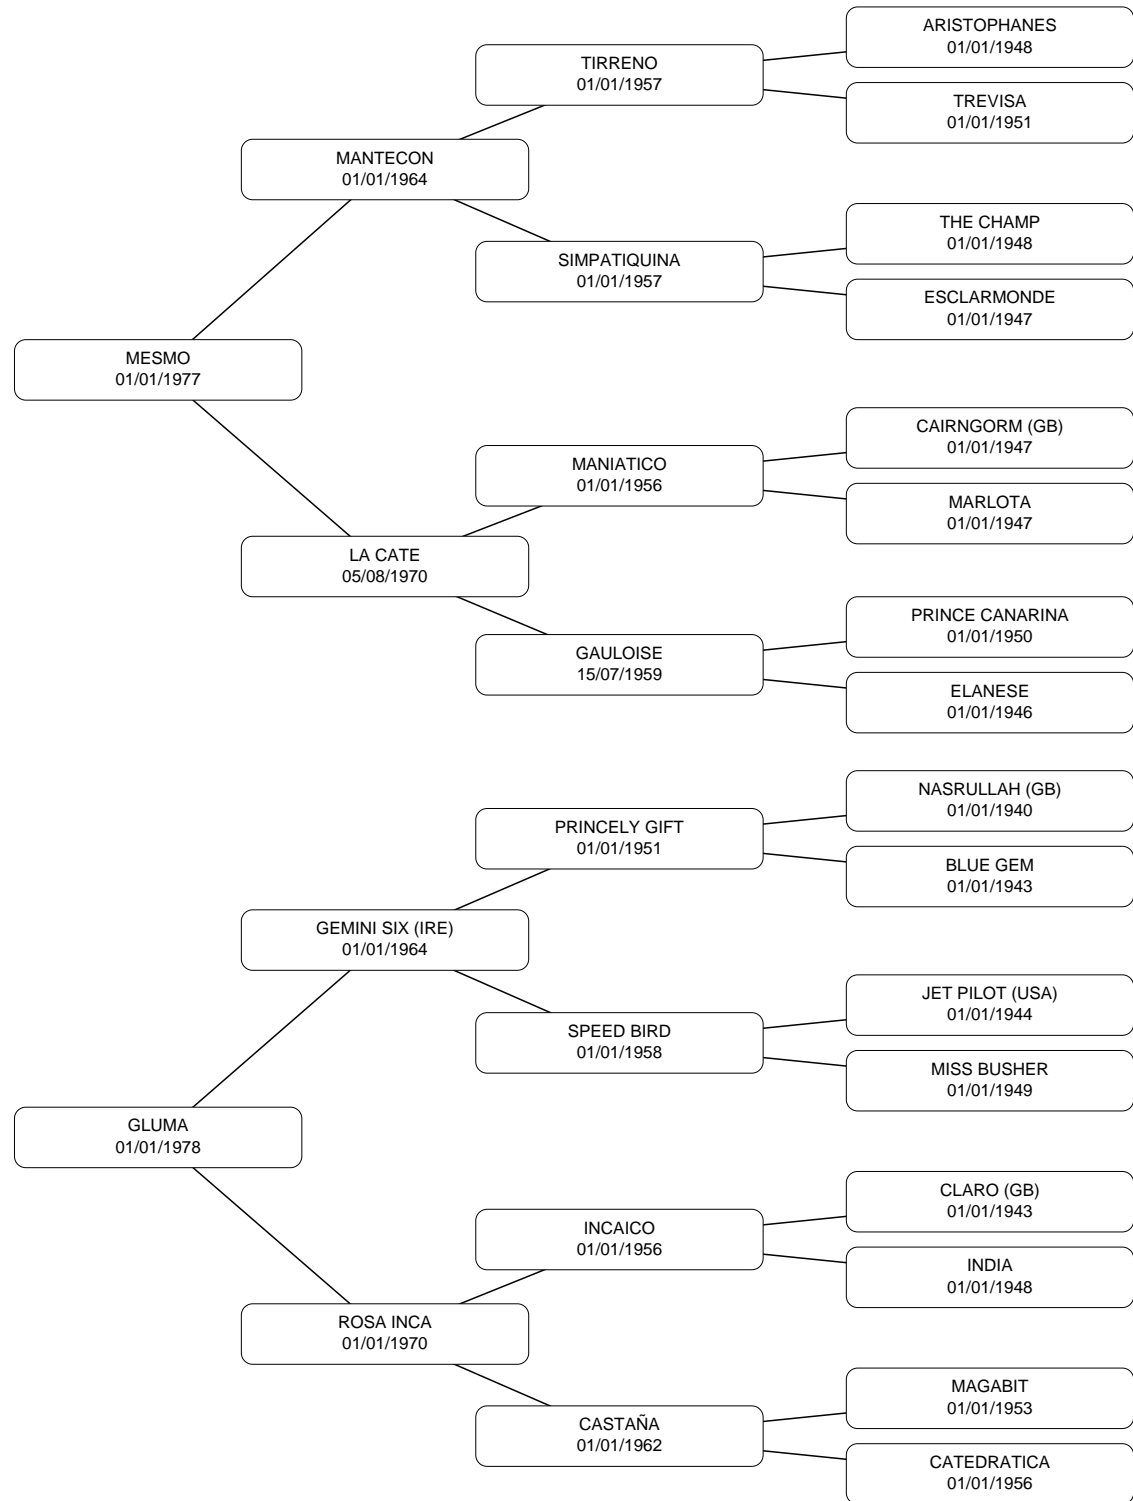 ARISTOPHANES
01/01/1948
TIRRENO
01/01/1957
TREVISA
01/01/1951
MANTECON
01/01/1964
THE CHAMP
01/01/1948
SIMPATIQUINA
01/01/1957
ESCLARMONDE
01/01/1947
MESMO
01/01/1977
CAIRNGORM (GB)
01/01/1947
MANIATICO
01/01/1956
MARLOTA
01/01/1947
LA CATE
05/08/1970
PRINCE CANARINA
01/01/1950
GAULOISE
15/07/1959
ELANESE
01/01/1946
NASRULLAH (GB)
01/01/1940
PRINCELY GIFT
01/01/1951
BLUE GEM
01/01/1943
GEMINI SIX (IRE)
01/01/1964
JET PILOT (USA)
01/01/1944
SPEED BIRD
01/01/1958
MISS BUSHER
01/01/1949
GLUMA
01/01/1978
CLARO (GB)
01/01/1943
INCAICO
01/01/1956
INDIA
01/01/1948
ROSA INCA
01/01/1970
MAGABIT
01/01/1953
CASTAÑA
01/01/1962
CATEDRATICA
01/01/1956